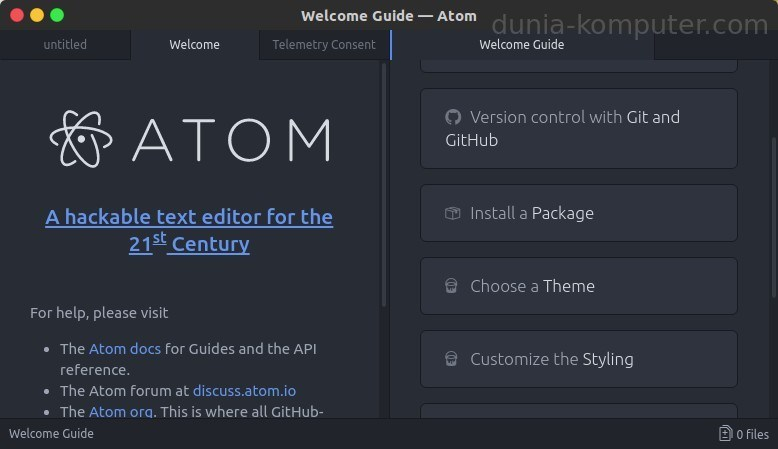 Welcome Guide — Atom
dunia-komputer.com
untitled
Welcome
Telemetry Consent
Welcome Guide
ATOM
A hackable text editor for the
21st Century
For help, please visit
• The Atom docs for Guides and the API
reference.
• The Atom forum at discuss.atom.io
• The Atom org. This is where all GitHub-
Version control with Git and
GitHub
Install a Package
Choose a Theme
Customize the Styling
Welcome Guide
0 files